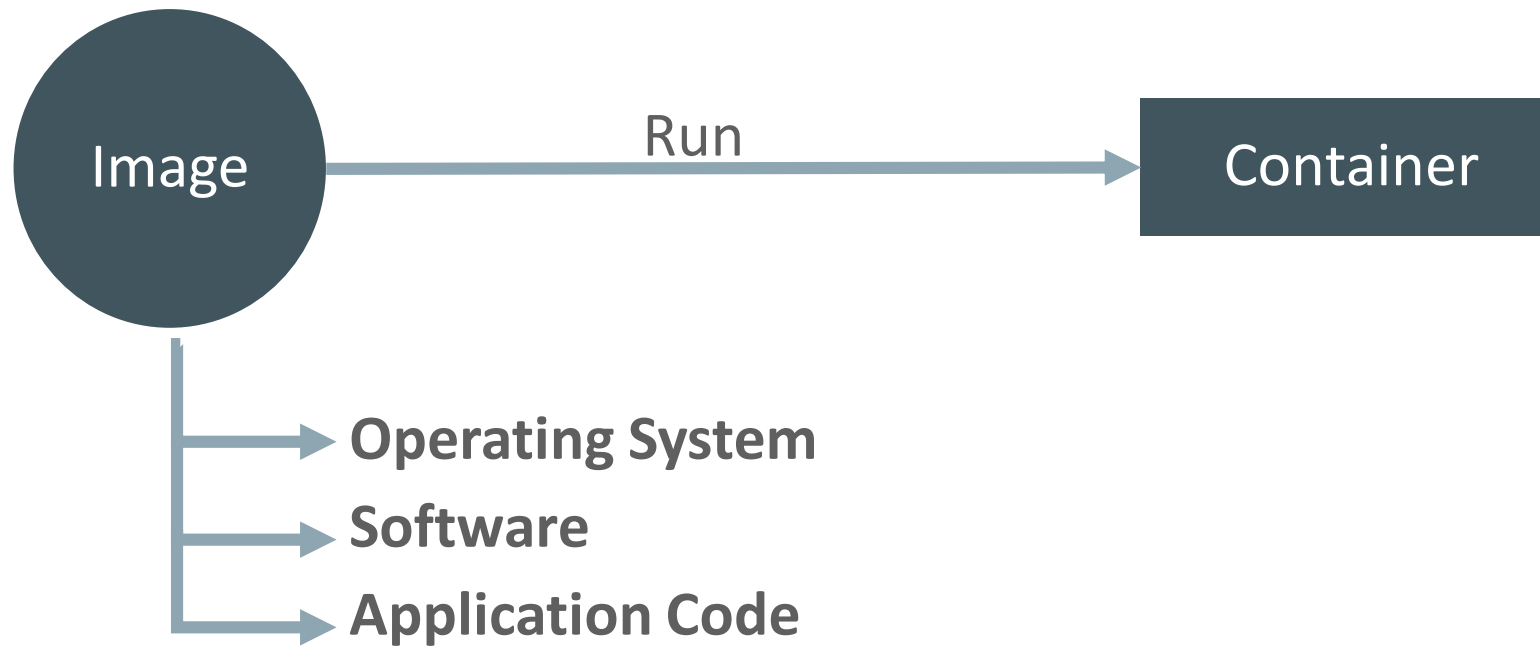 Image
Run
Container
Operating System
Software
Application Code